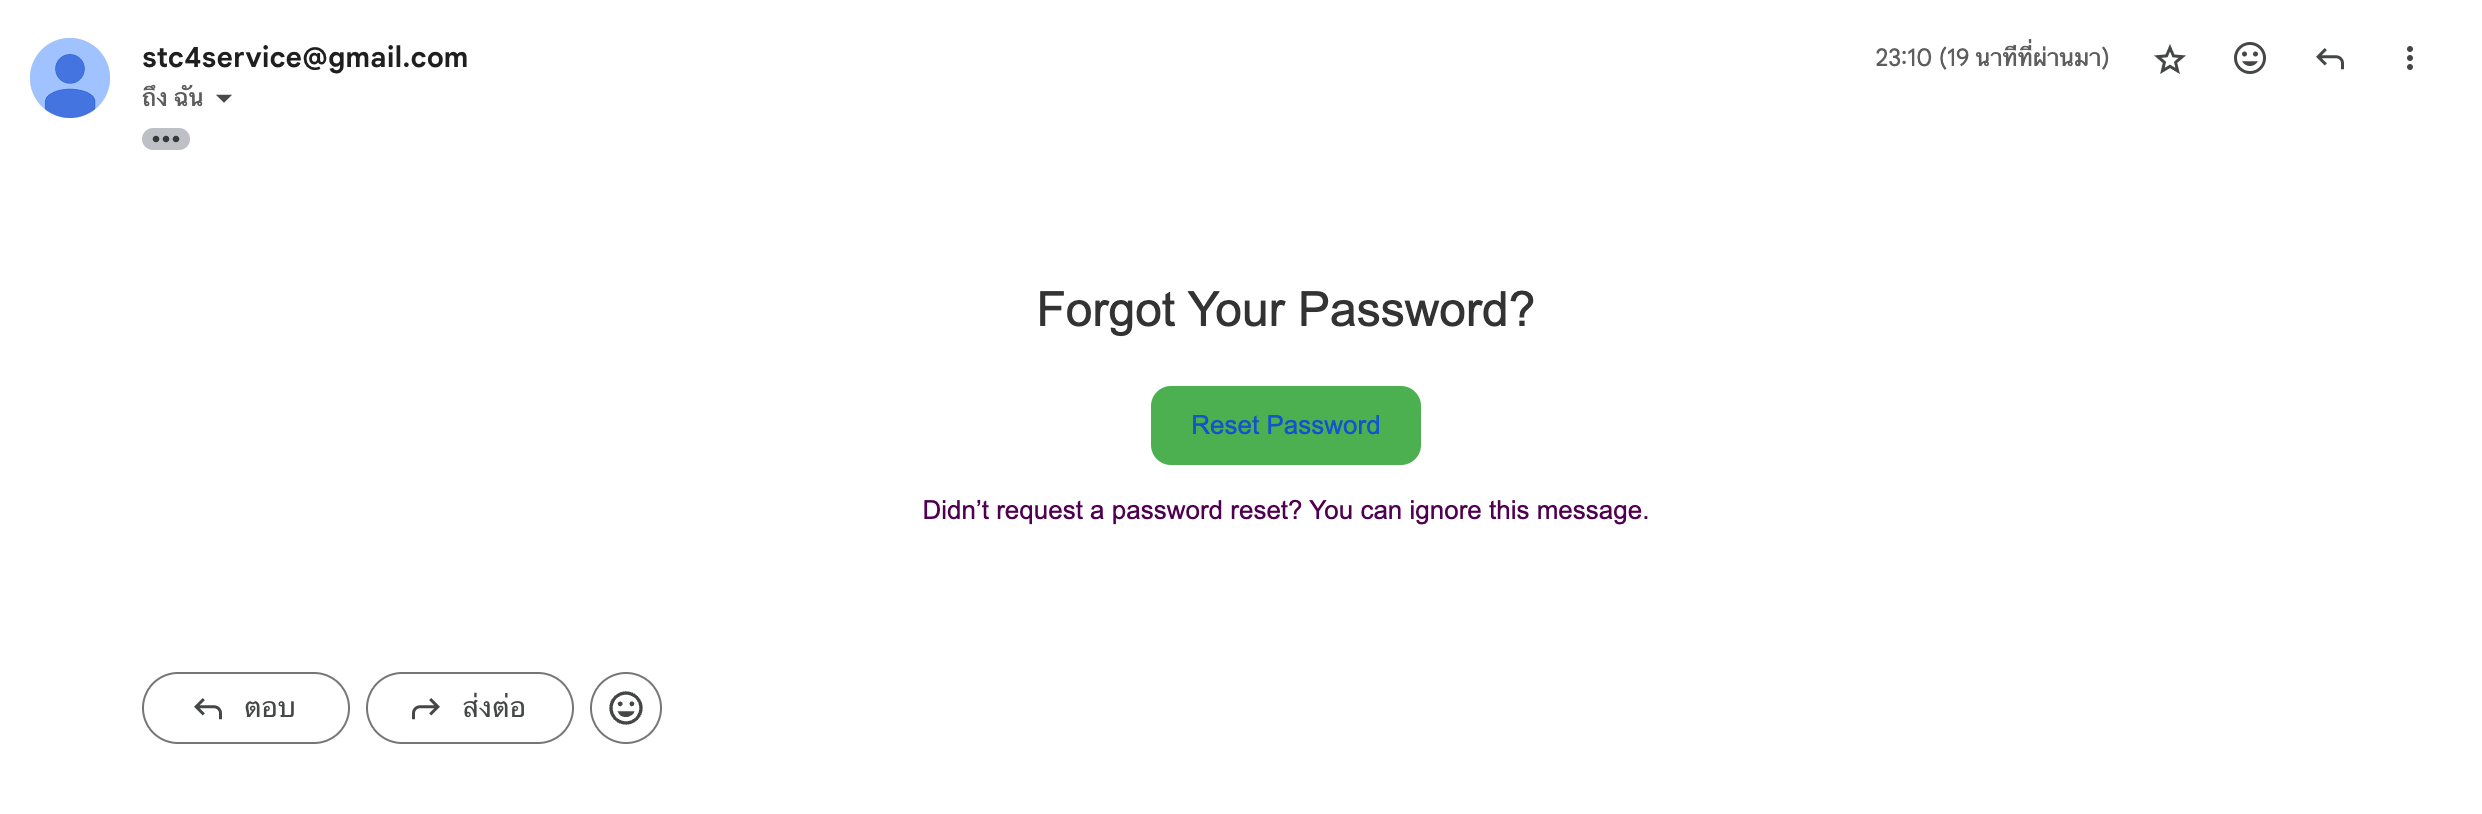 stc4service@gmail.com
23:10 (19 นาทีที่ผ่านมา)
ถึง ฉัน
Forgot Your Password?
Reset Password
Didn’t request a password reset? You can ignore this message.
ตอบ
ส่งต่อ